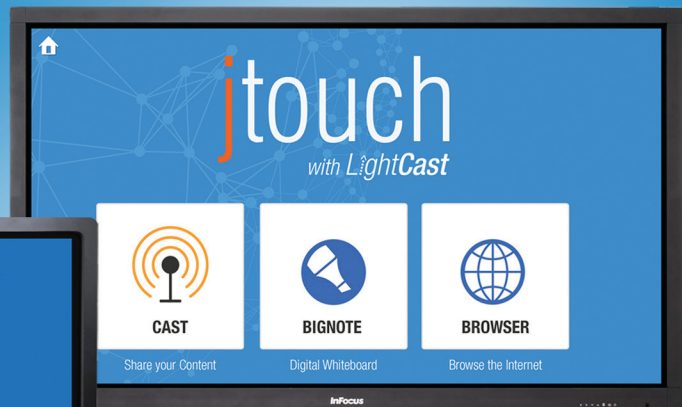 jtouch
with LightCast
CAST
BIGNOTE
BROWSER
Share your Content
Digital Whiteboard
Browse the Internet
InFocus